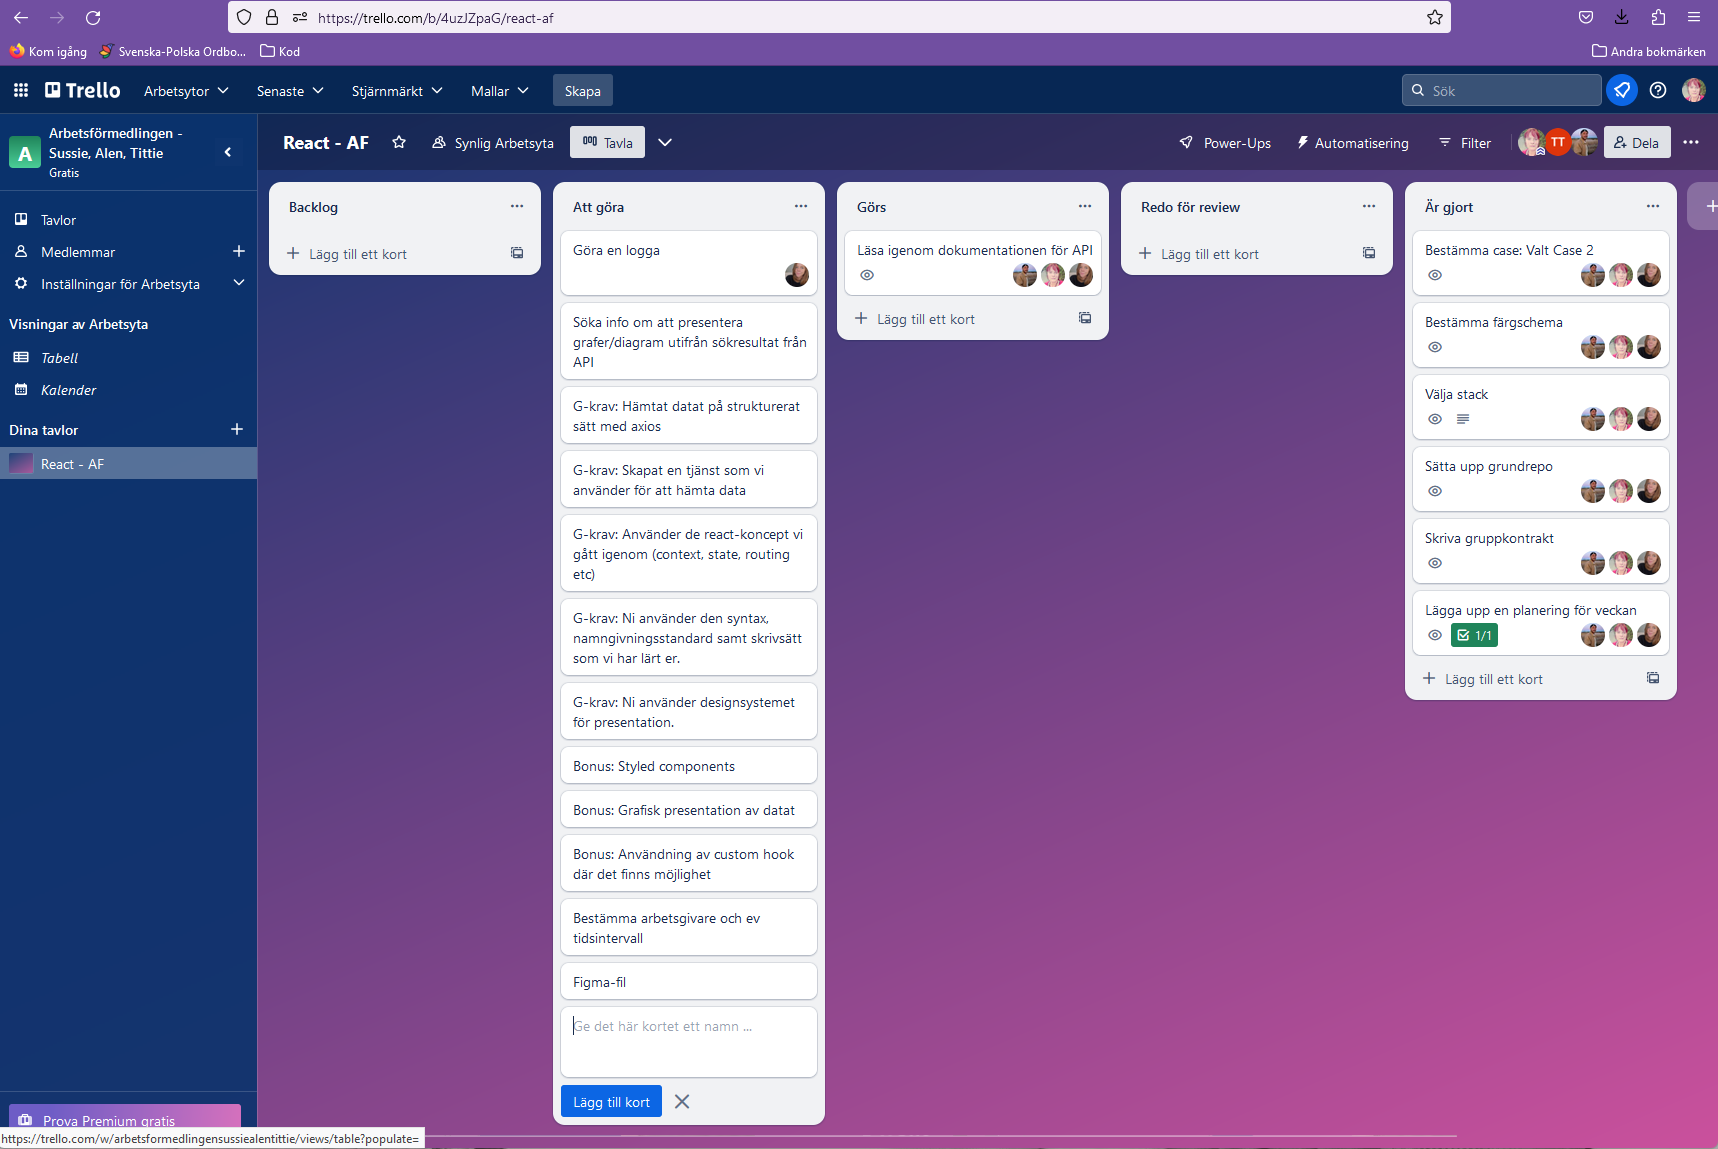 https://trello.com/b/4uzJZpaG/react-af
Kom igång
Svenska-Polska Ordbo...
Kod
Andra bokmärken
Trello
Arbetsytor
Senaste
Stjärnmärkt
Mallar
Skapa
Sök
A
Arbetsförmedlingen -
Sussie, Alen, Tittie
Gratis
React - AF
Synlig Arbetsyta
Tavla
Power-Ups
Automatisering
Filter
TT
Dela
Tavlor
Medlemmar
Inställningar för Arbetsyta
Visningar av Arbetsyta
Tabell
Kalender
Dina tavlor
React - AF
Prova Premium gratis
https://trello.com/w/arbetsformedlingensussiealentittie/views/table?populate=
Backlog
Lägg till ett kort
Att göra
Göra en logga
Söka info om att presentera
grafer/diagram utifrån sökresultat från
API
G-krav: Hämtat datat på strukturerat
sätt med axios
G-krav: Skapat en tjänst som vi
använder för att hämta data
G-krav: Använder de react-koncept vi
gått igenom (context, state, routing
etc)
G-krav: Ni använder den syntax,
namngivningsstandard samt skrivsätt
som vi har lärt er.
G-krav: Ni använder designsystemet
för presentation.
Bonus: Styled components
Bonus: Grafisk presentation av datat
Bonus: Användning av custom hook
där det finns möjlighet
Bestämma arbetsgivare och ev
tidsintervall
Figma-fil
Ge det här kortet ett namn ...
Lägg till kort
Görs
Läsa igenom dokumentationen för API
Lägg till ett kort
Redo för review
Lägg till ett kort
Är gjort
Bestämma case: Valt Case 2
Bestämma färgschema
Välja stack
Sätta upp grundrepo
Skriva gruppkontrakt
Lägga upp en planering för veckan
1/1
Lägg till ett kort